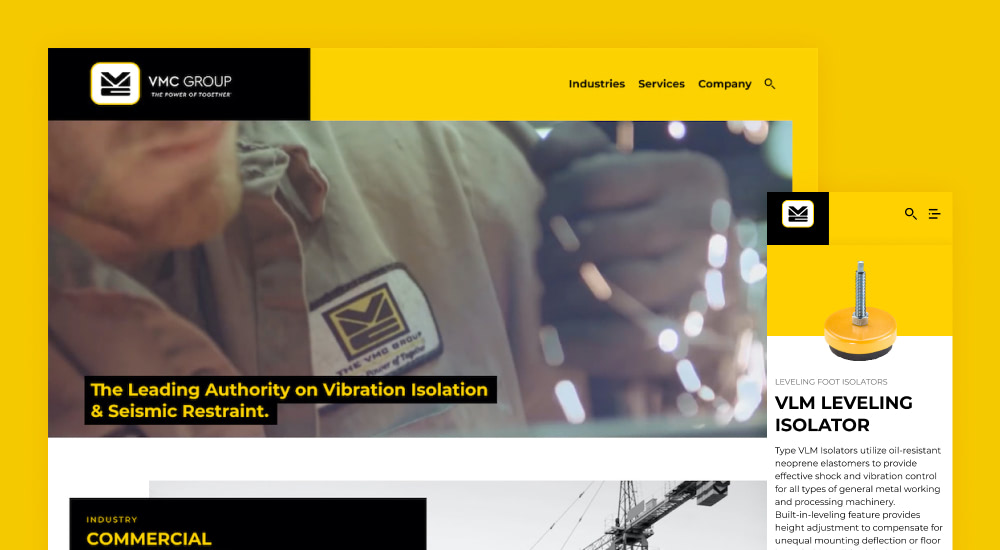 VMC GROUP
THE POWER OF TOGETHER
Industries Services Company
THE VMC GROUP
Power of Together
The Leading Authority on Vibration Isolation
& Seismic Restraint.
INDUSTRY
COMMERCIAL
LEVELING FOOT ISOLATORS
VLM LEVELING
ISOLATOR
Type VLM Isolators utilize oil-resistant
neoprene elastomers to provide
effective shock and vibration control
for all types of general metal working
and processing machinery.
Built-in-leveling feature provides
height adjustment to compensate for
unequal mounting deflection or floor